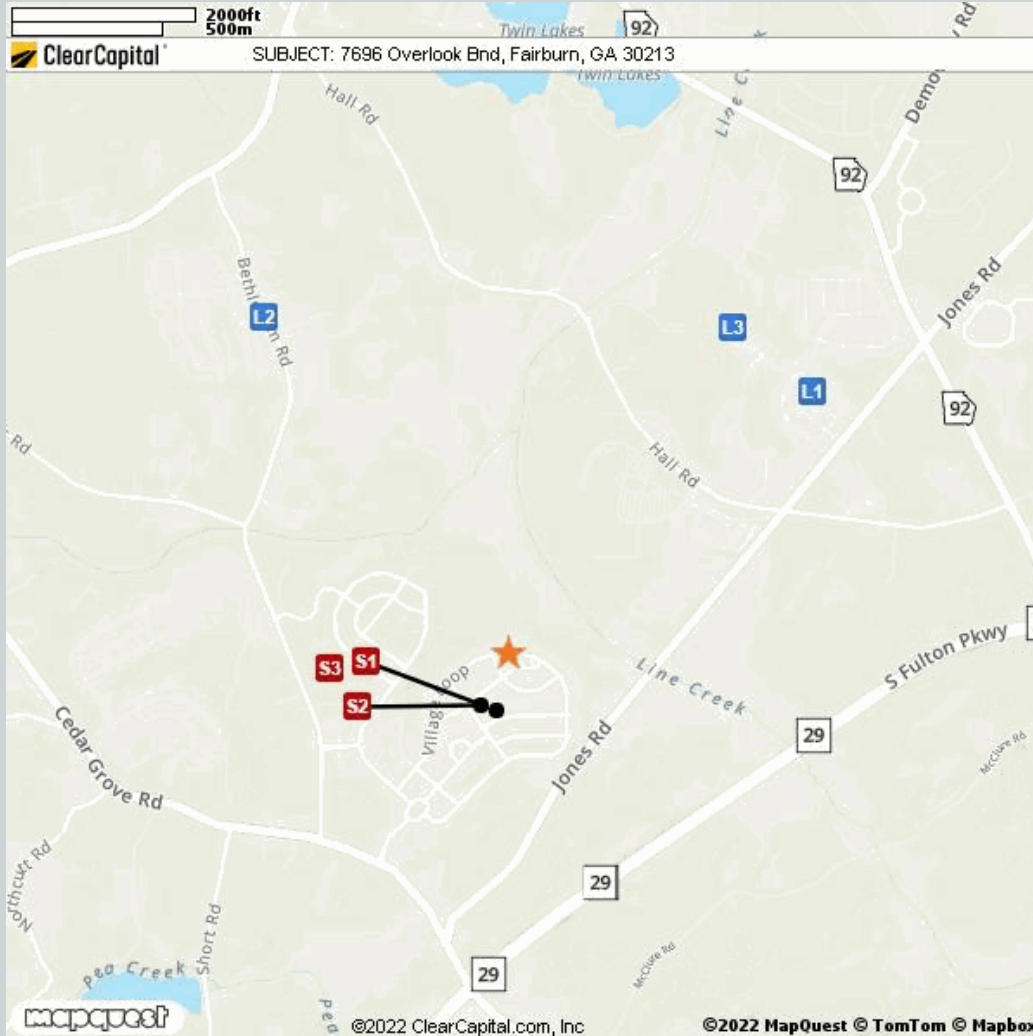 2000ft
500m
ClearCapital
SUBJECT: 7696 Overlook Bnd, Fairburn, GA 30213
Twin Lakes
Twin Lakes
92
Hall Rd
Line
92
Rd
Jones Rd
Bethlehem Rd
L2
L3
L1
92
Rd
Hall Rd
S3
S1
S2
Village Loop
Line Creek
S Fulton Pkwy
29
McClure Rd
Jones Rd
Cedar Grove Rd
29
Short Rd
McClure Rd
Pea Creek
Pea
29
mapquest
©2022 ClearCapital.com, Inc
©2022 MapQuest © TomTom © Mapbox